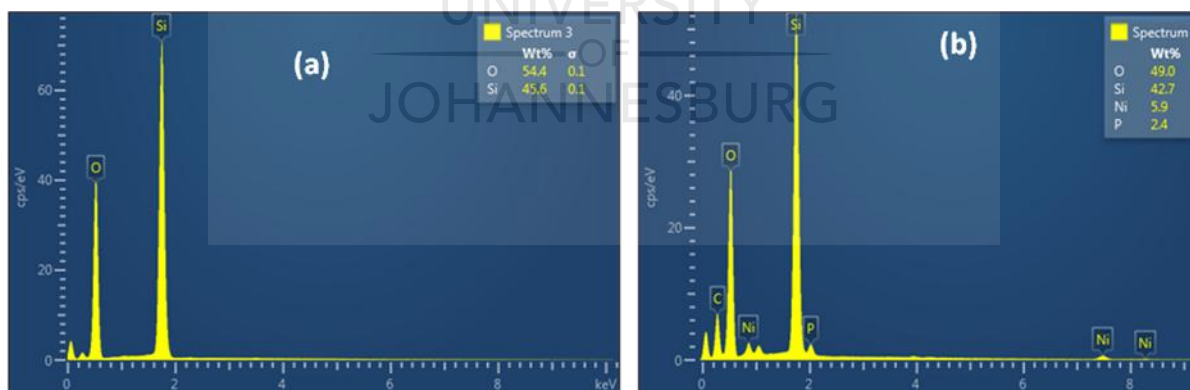 UNIVERSITY
OF
JOHANNESBURG
(a)
Spectrum 3
Wt% σ
O 54.4 0.1
Si 45.6 0.1
Si
O
cps/eV
60
40
20
0
0 2 4 6 8 keV
(b)
Spectrum
Wt%
O 49.0
Si 42.7
Ni 5.9
P 2.4
Si
O
C
Ni
P
Ni
Ni
cps/eV
40
20
0
0 2 4 6 8